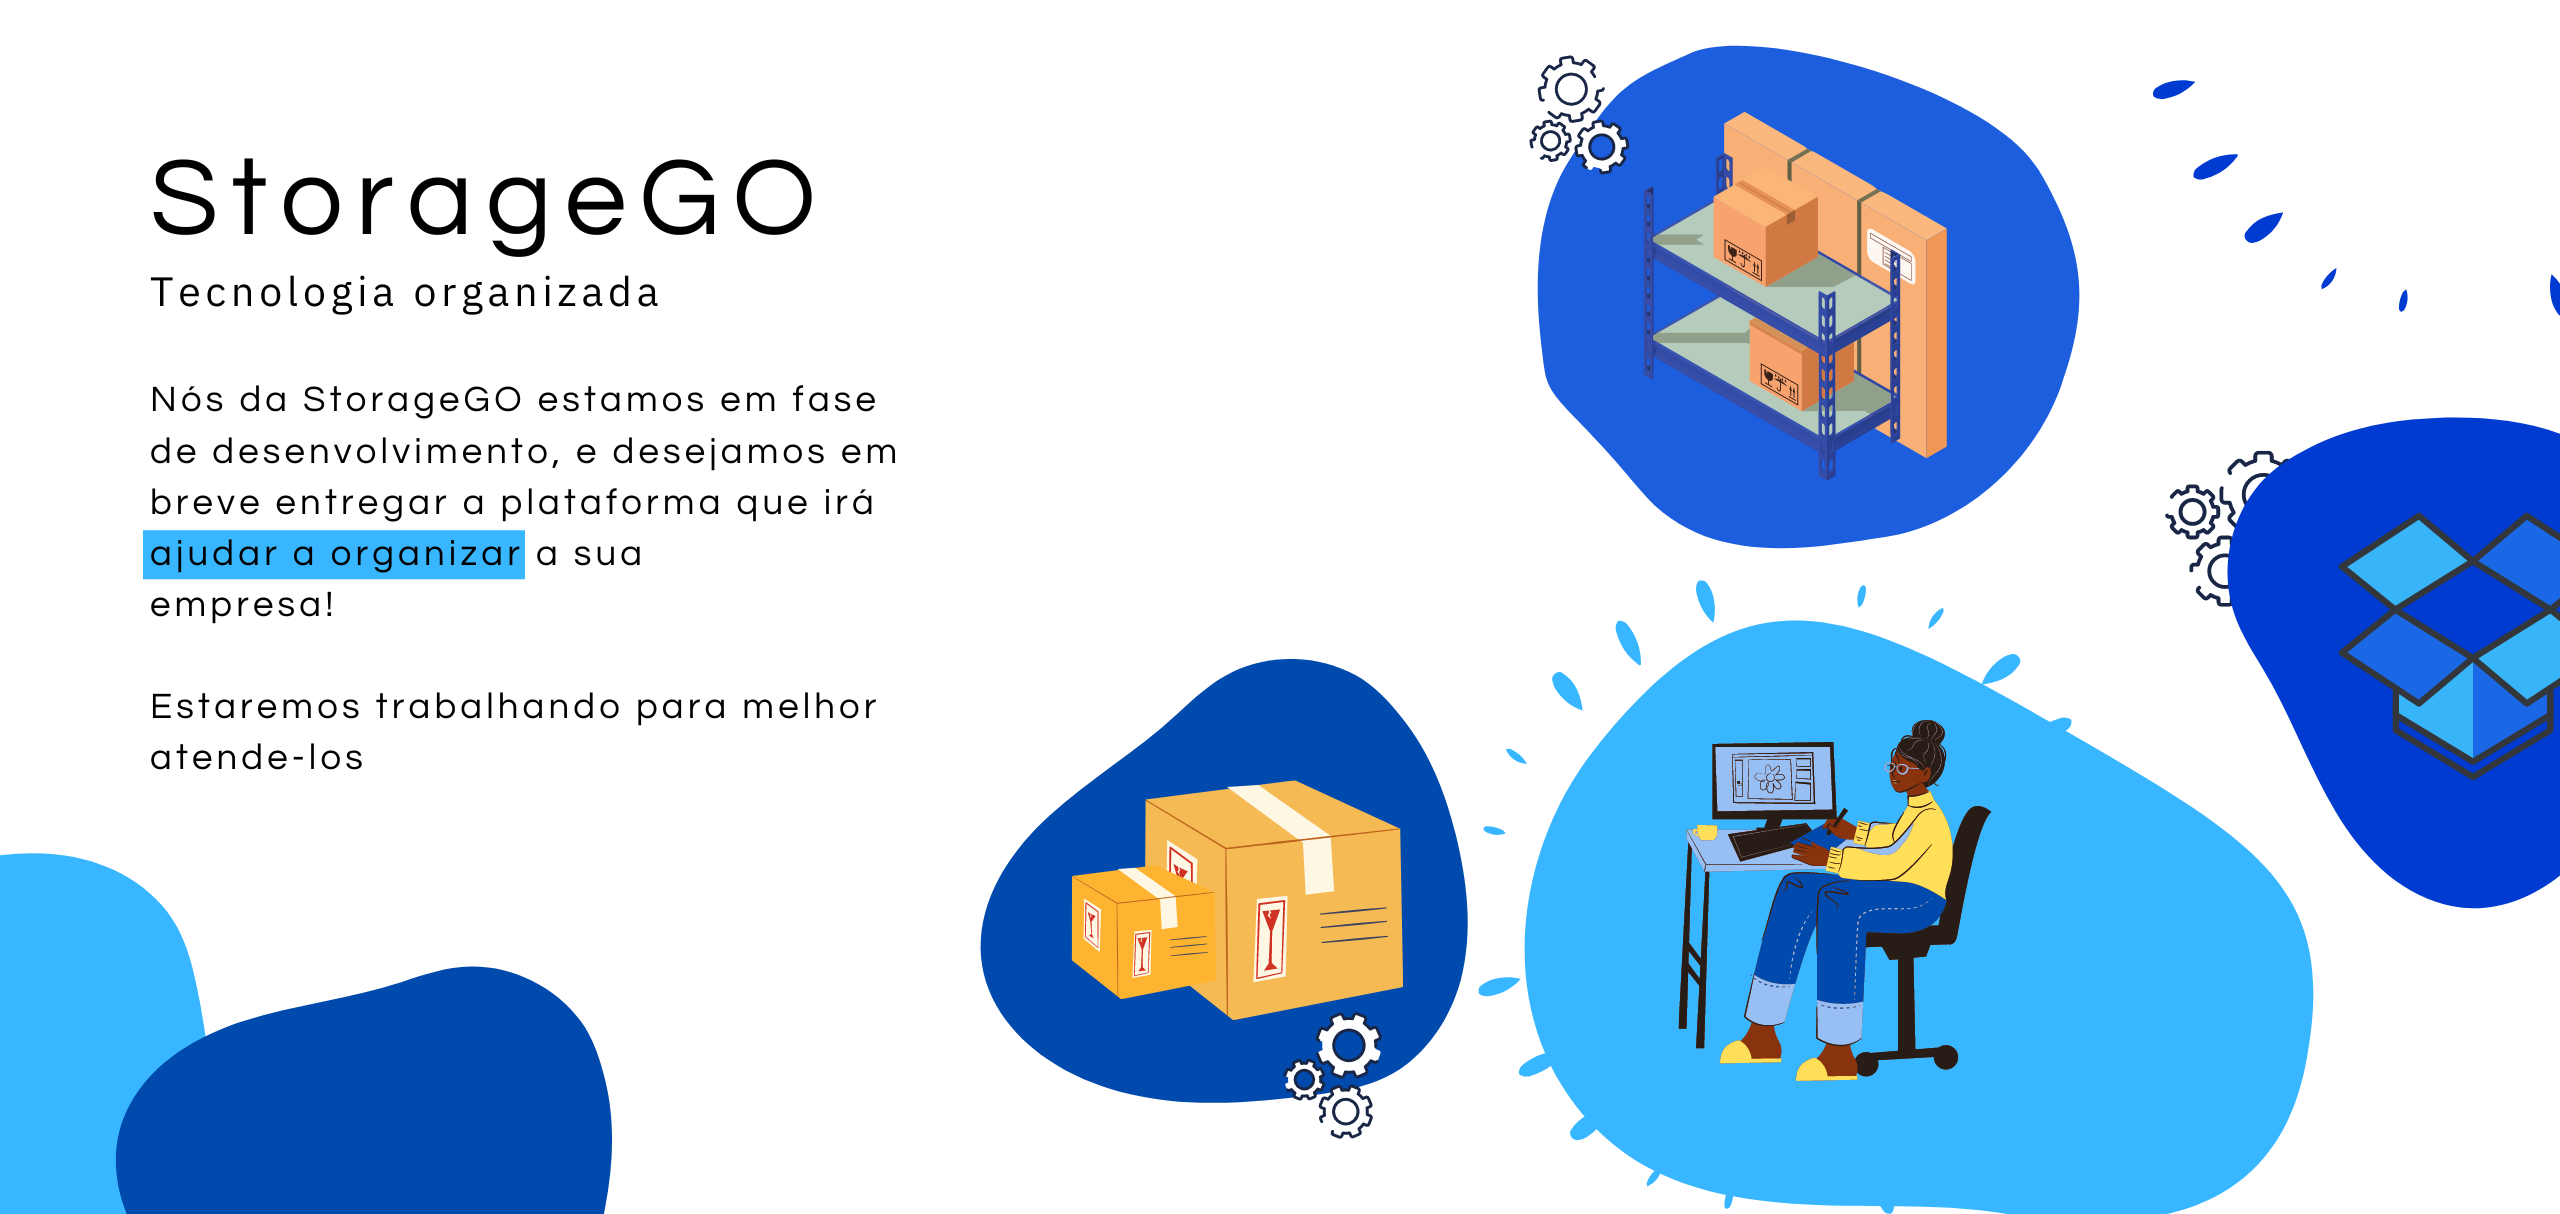 StorageGO
Tecnologia organizada
Nós da StorageGO estamos em fase
de desenvolvimento, e desejamos em
breve entregar a plataforma que irá
ajudar a organizar a sua
empresa!
Estaremos trabalhando para melhor
atende-los